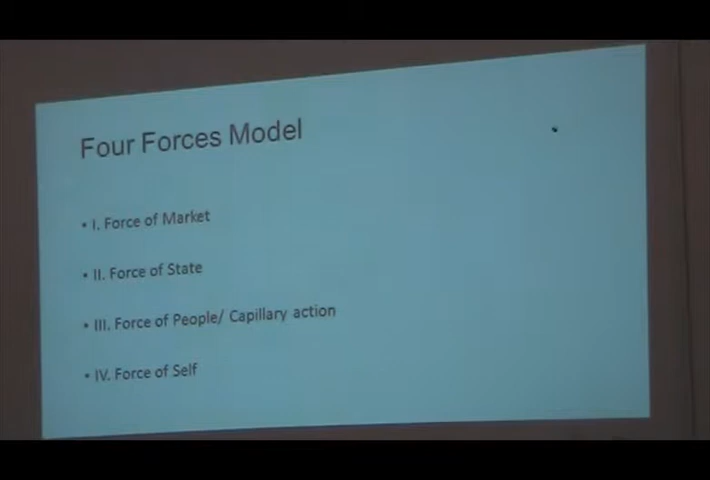 Four Forces Model
• I. Force of Market
• II. Force of State
• III. Force of People/ Capillary action
• IV. Force of Self